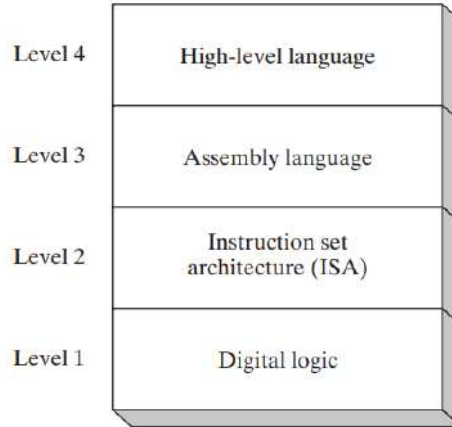 Level 4
High-level language
Level 3
Assembly language
Level 2
Instruction set
architecture (ISA)
Level 1
Digital logic